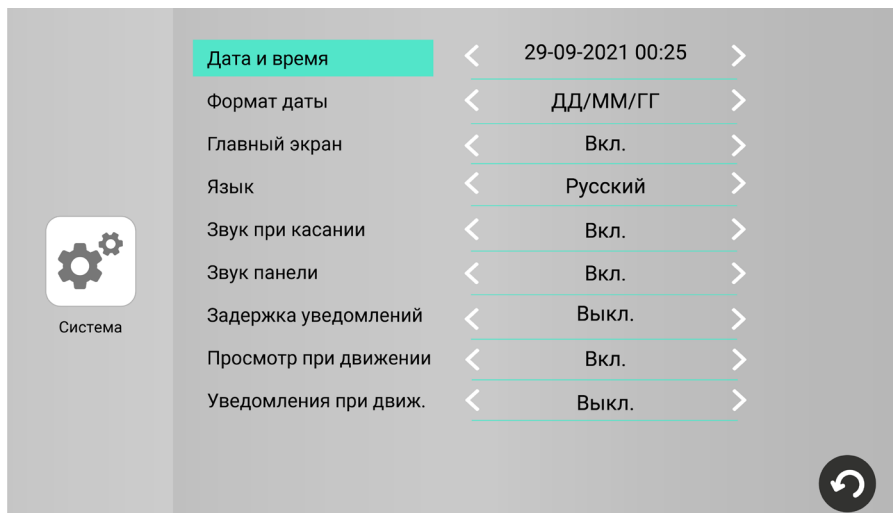 Дата и время
29-09-2021 00:25
Формат даты
ДД/ММ/ГГ
Главный экран
Вкл.
Язык
Русский
Звук при касании
Вкл.
Звук панели
Вкл.
Задержка уведомлений
Выкл.
Просмотр при движении
Вкл.
Уведомления при движ.
Выкл.
Система